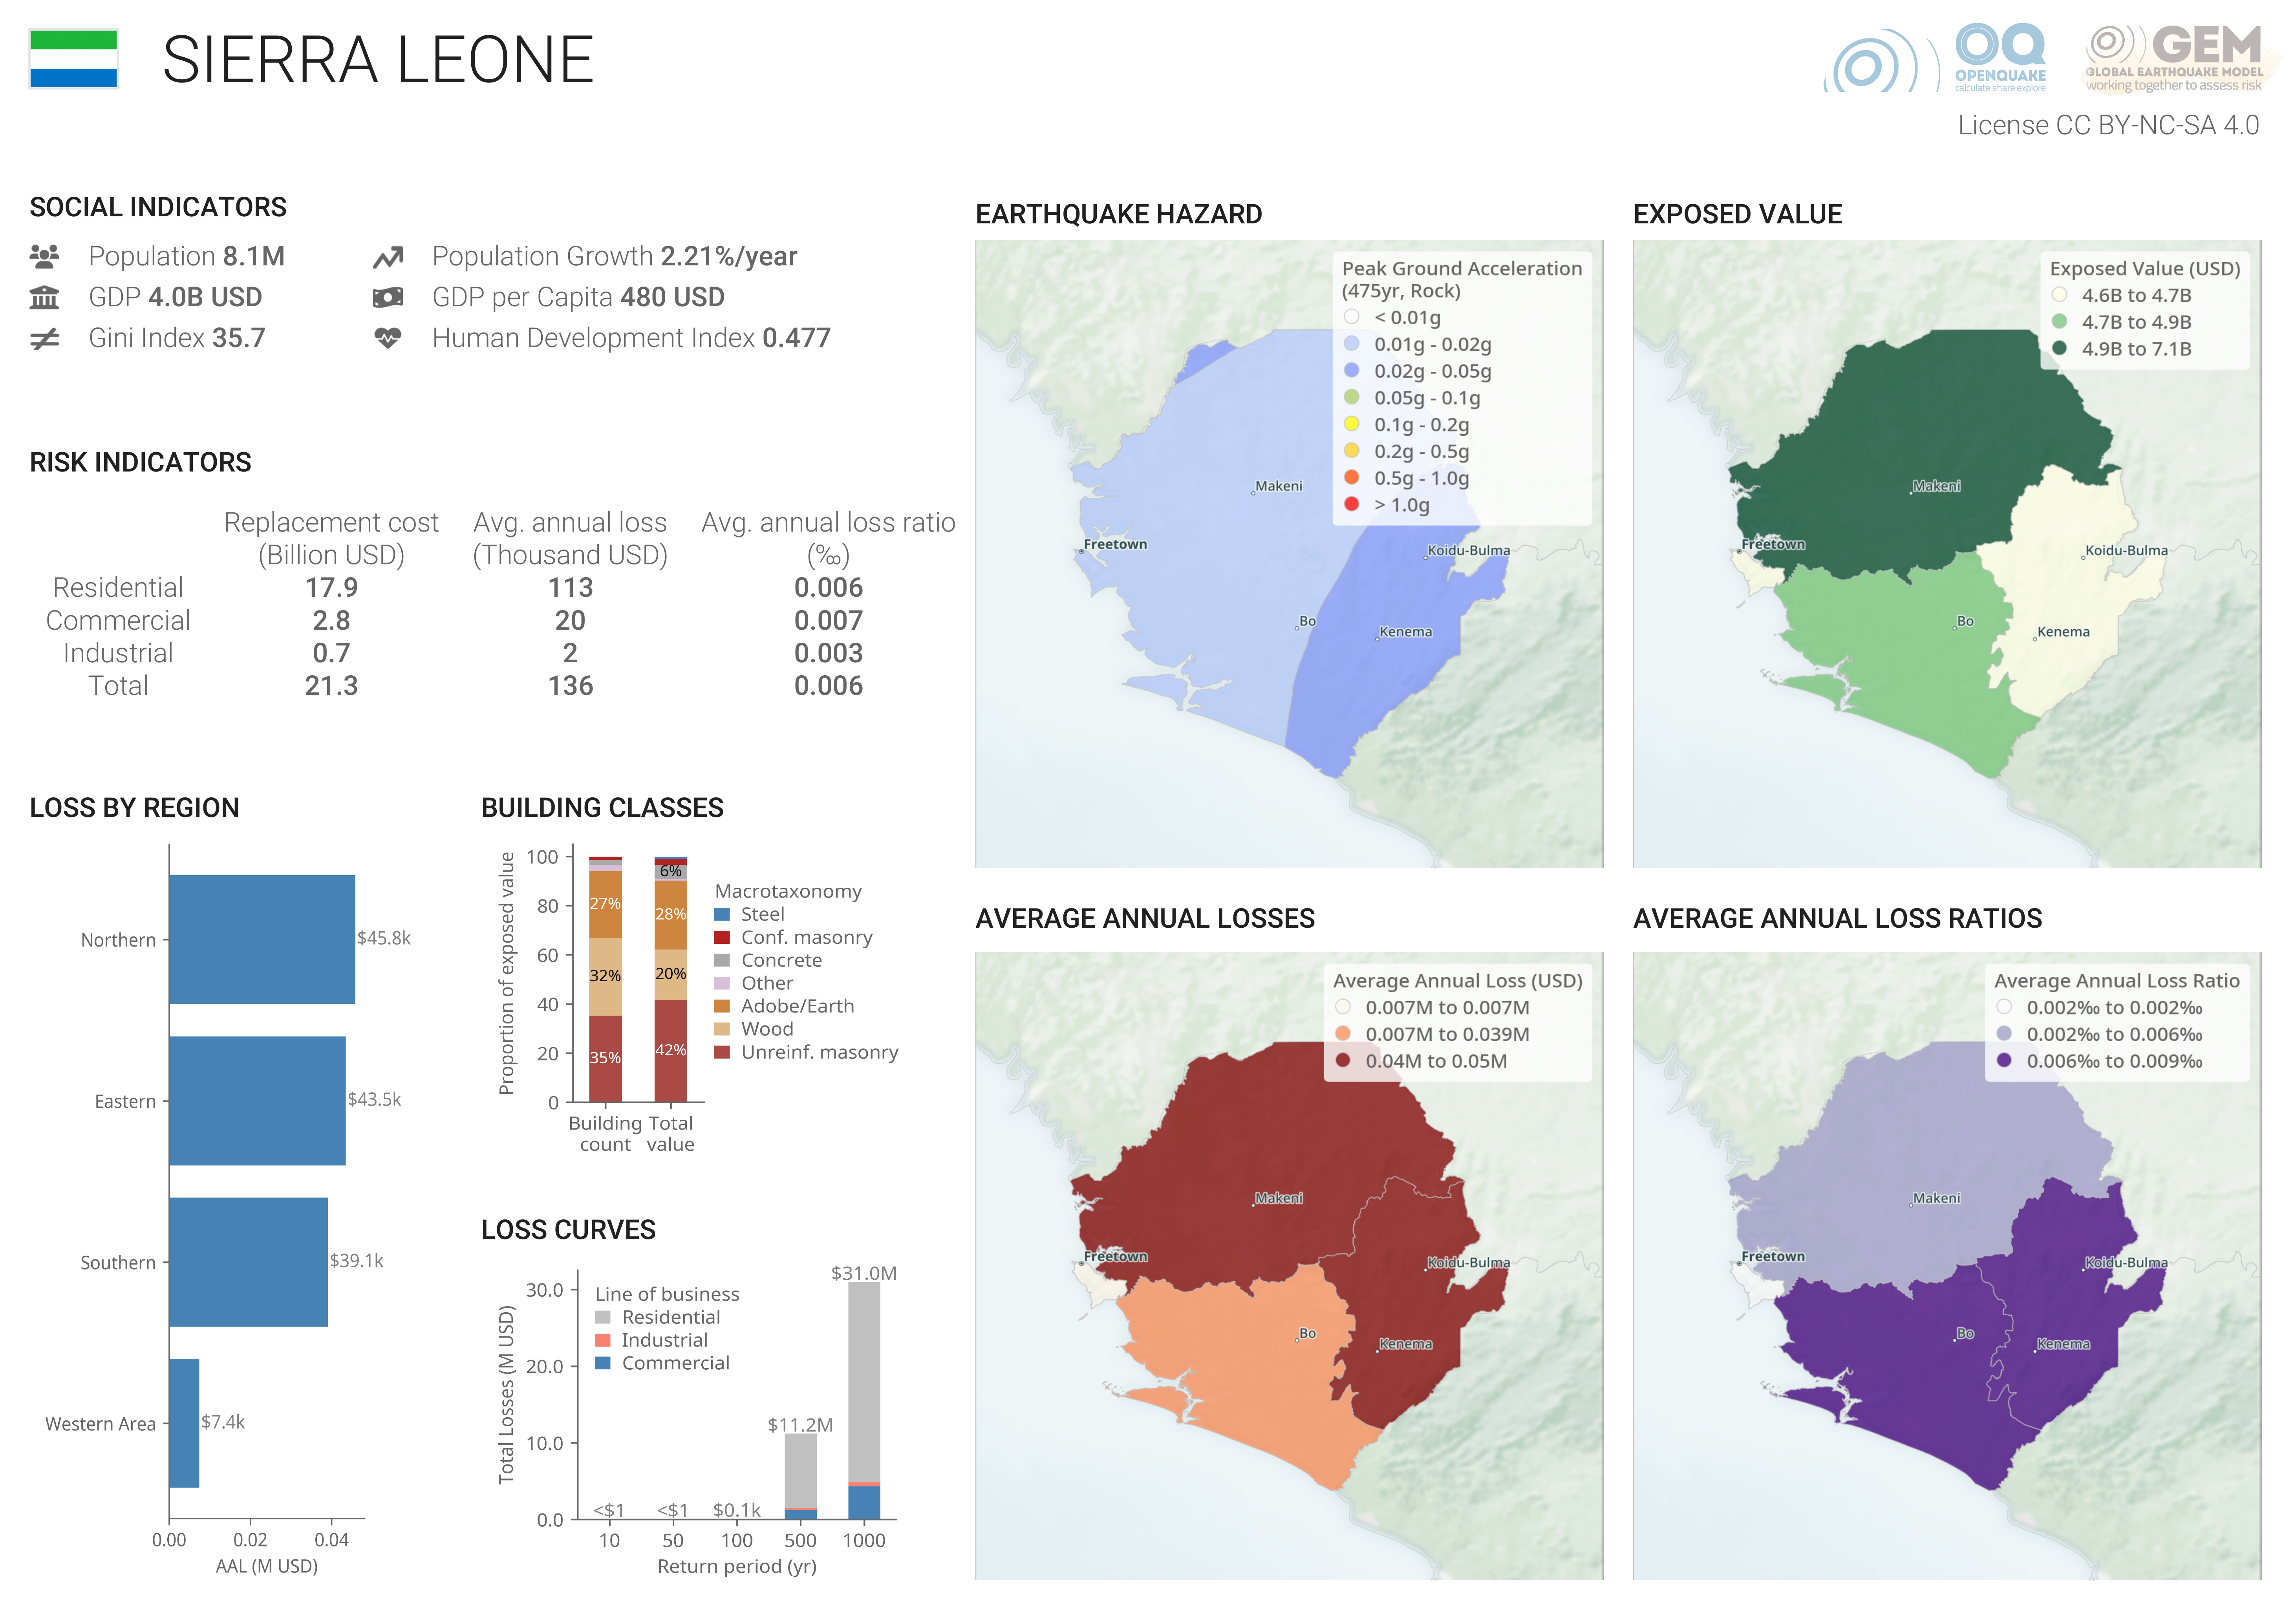 SIERRA LEONE
OQ
OPENQUAKE
calculate share explore
GEM
GLOBAL EARTHQUAKE MODEL
working together to assess risk
License CC BY-NC-SA 4.0
SOCIAL INDICATORS
Population 8.1M
Population Growth 2.21%/year
GDP 4.0B USD
GDP per Capita 480 USD
Gini Index 35.7
Human Development Index 0.477
RISK INDICATORS
Replacement cost Avg. annual loss Avg. annual loss ratio
(Billion USD) (Thousand USD) (‰)
Residential 17.9 113 0.006
Commercial 2.8 20 0.007
Industrial 0.7 2 0.003
Total 21.3 136 0.006
LOSS BY REGION
Northern $45.8k
Eastern $43.5k
Southern $39.1k
Western Area $7.4k
0.00 0.02 0.04
AAL (M USD)
BUILDING CLASSES
Proportion of exposed value
100
80
60
40
20
0
6%
27% 28%
32% 20%
35% 42%
Building Total
count value
Macrotaxonomy
Steel
Conf. masonry
Concrete
Other
Adobe/Earth
Wood
Unreinf. masonry
LOSS CURVES
Total Losses (M USD)
30.0
20.0
10.0
0.0
Line of business
Residential
Industrial
Commercial
<$1 <$1 $0.1k $11.2M $31.0M
10 50 100 500 1000
Return period (yr)
EARTHQUAKE HAZARD
Peak Ground Acceleration
(475yr, Rock)
< 0.01g
0.01g - 0.02g
0.02g - 0.05g
0.05g - 0.1g
0.1g - 0.2g
0.2g - 0.5g
0.5g - 1.0g
> 1.0g
Makeni
Freetown
Koidu-Bulma
Bo
Kenema
EXPOSED VALUE
Exposed Value (USD)
4.6B to 4.7B
4.7B to 4.9B
4.9B to 7.1B
Makeni
Freetown
Koidu-Bulma
Bo
Kenema
AVERAGE ANNUAL LOSSES
Average Annual Loss (USD)
0.007M to 0.007M
0.007M to 0.039M
0.04M to 0.05M
Makeni
Freetown
Koidu-Bulma
Bo
Kenema
AVERAGE ANNUAL LOSS RATIOS
Average Annual Loss Ratio
0.002‰ to 0.002‰
0.002‰ to 0.006‰
0.006‰ to 0.009‰
Makeni
Freetown
Koidu-Bulma
Bo
Kenema